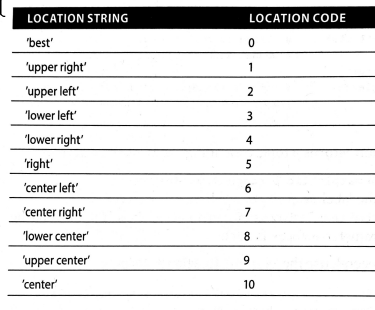 LOCATION STRING LOCATION CODE
'best' 0
'upper right' 1
'upper left' 2
'lower left' 3
'lower right' 4
'right' 5
'center left' 6
'center right' 7
'lower center' 8
'upper center' 9
'center' 10